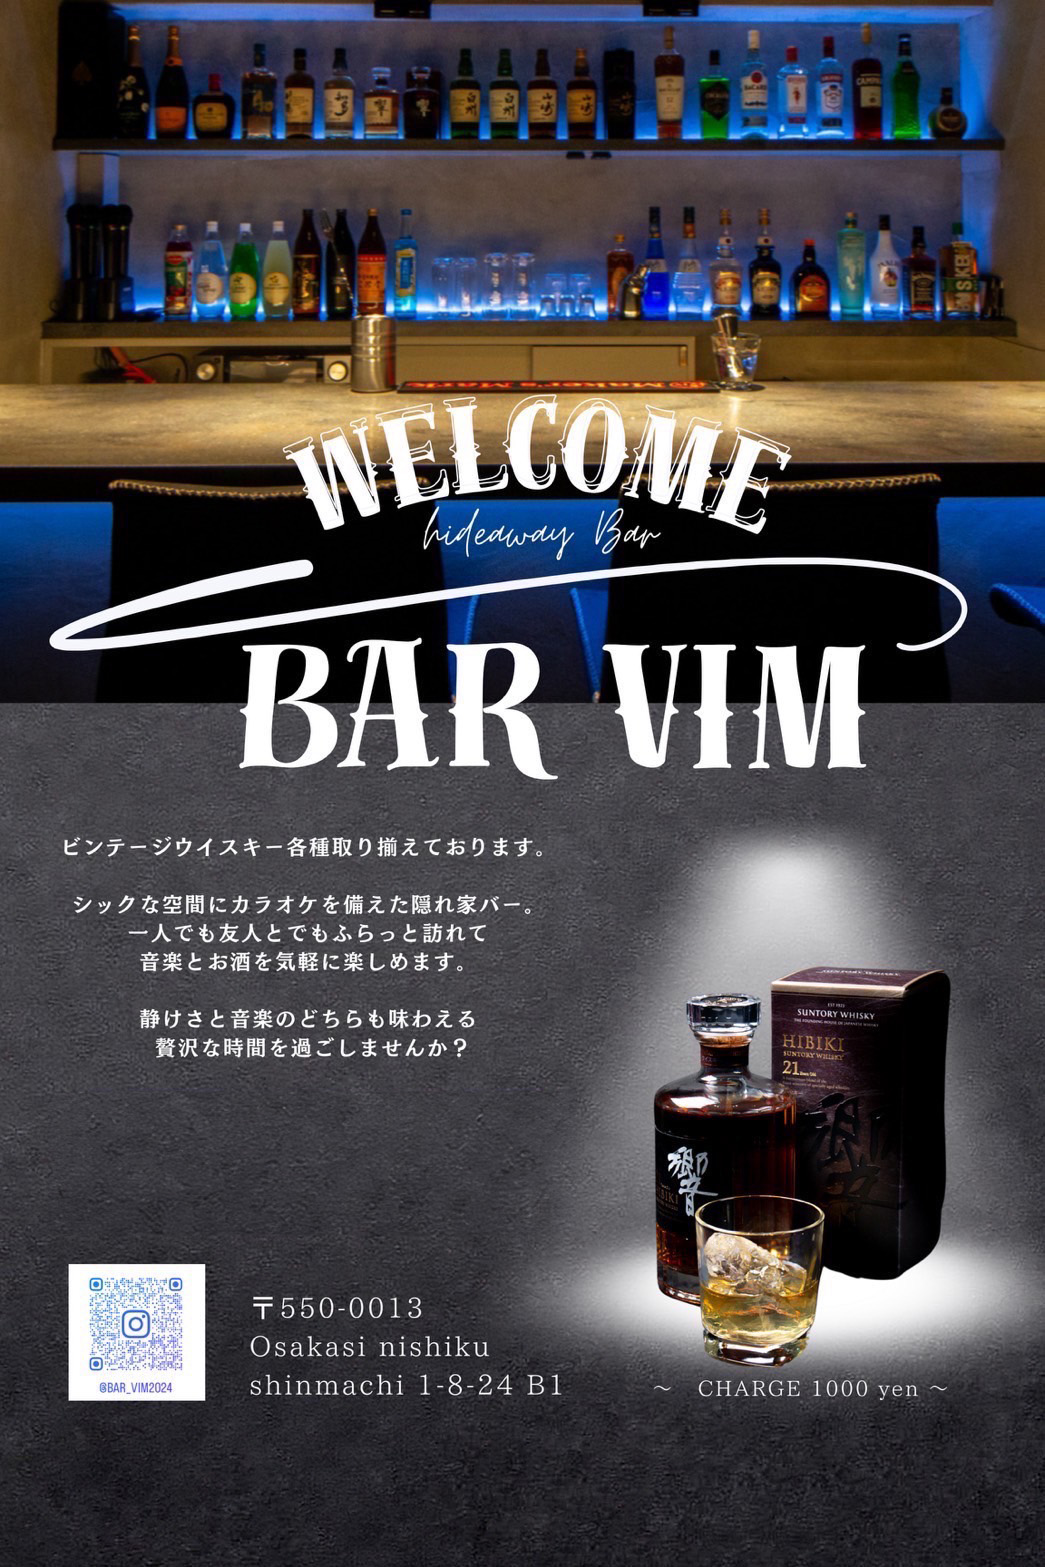 WELCOME
hideaway Bar
BAR VIM
ビンテージウイスキー各種取り揃えております。
シックな空間にカラオケを備えた隠れ家バー。
一人でも友人とでもふらっと訪れて
音楽とお酒を気軽に楽しめます。
静けさと音楽のどちらも味わえる
贅沢な時間を過ごしませんか？
SUNTORY WHISKY
HIBIKI
SUNTORY WHISKY
21
響
@BAR_VIM2024
〒550-0013
Osakasi nishiku
shinmachi 1-8-24 B1
～ CHARGE 1000 yen ～